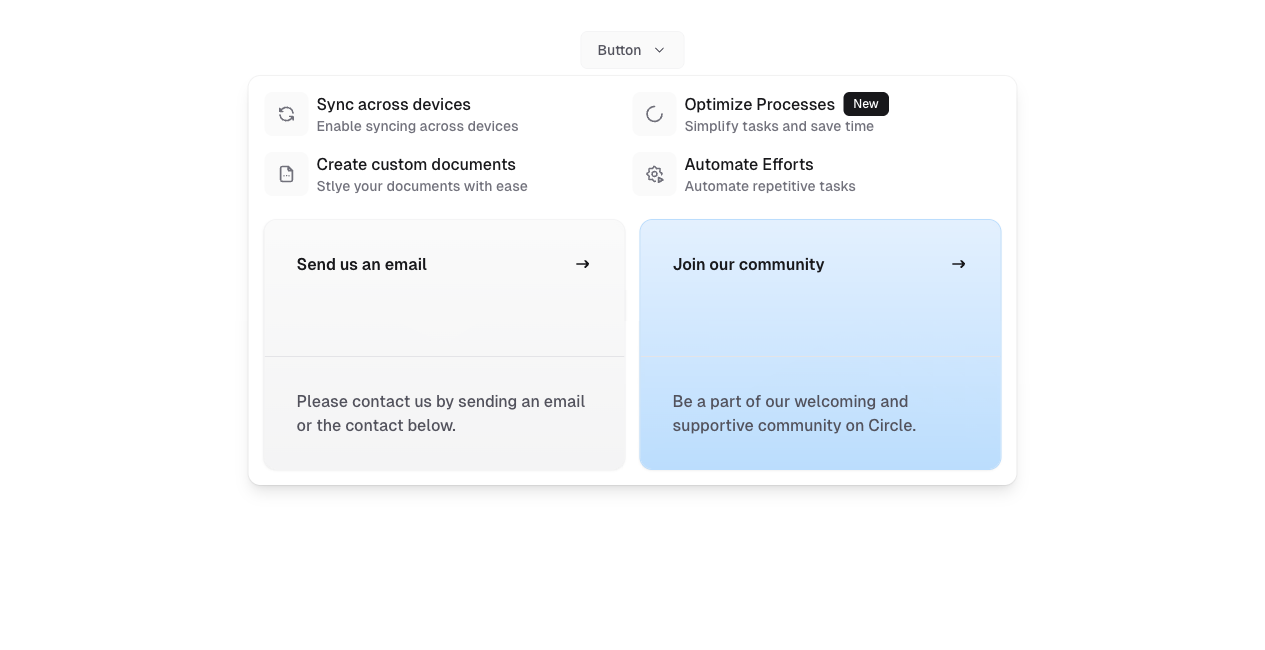 Button
Sync across devices
Enable syncing across devices
Optimize Processes New
Simplify tasks and save time
Create custom documents
Stlye your documents with ease
Automate Efforts
Automate repetitive tasks
Send us an email
Please contact us by sending an email
or the contact below.
Join our community
Be a part of our welcoming and
supportive community on Circle.